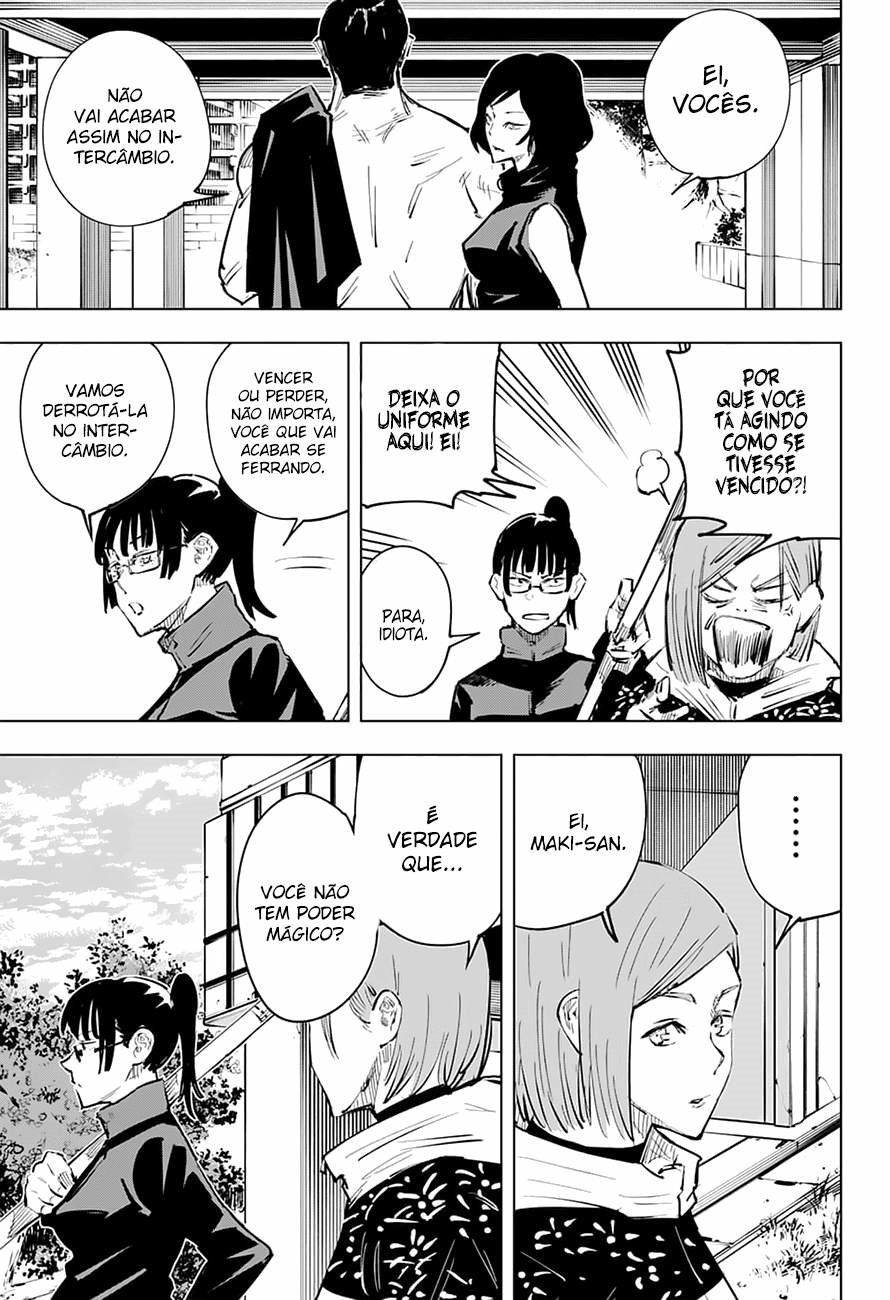 EI,
VOCÊS.
NÃO
VAI ACABAR
ASSIM NO IN-
TERCÂMBIO.
POR
QUE VOCÊ
TÁ AGINDO
COMO SE
TIVESSE
VENCIDO?!
DEIXA O
UNIFORME
AQUI! EI!
PARA,
IDIOTA.
VENCER
OU PERDER,
NÃO IMPORTA,
VOCÊ QUE VAI
ACABAR SE
FERRANDO.
VAMOS
DERROTÁ-LA
NO INTER-
CÂMBIO.
......
EI,
MAKI-SAN.
É
VERDADE
QUE...
VOCÊ NÃO
TEM PODER
MÁGICO?